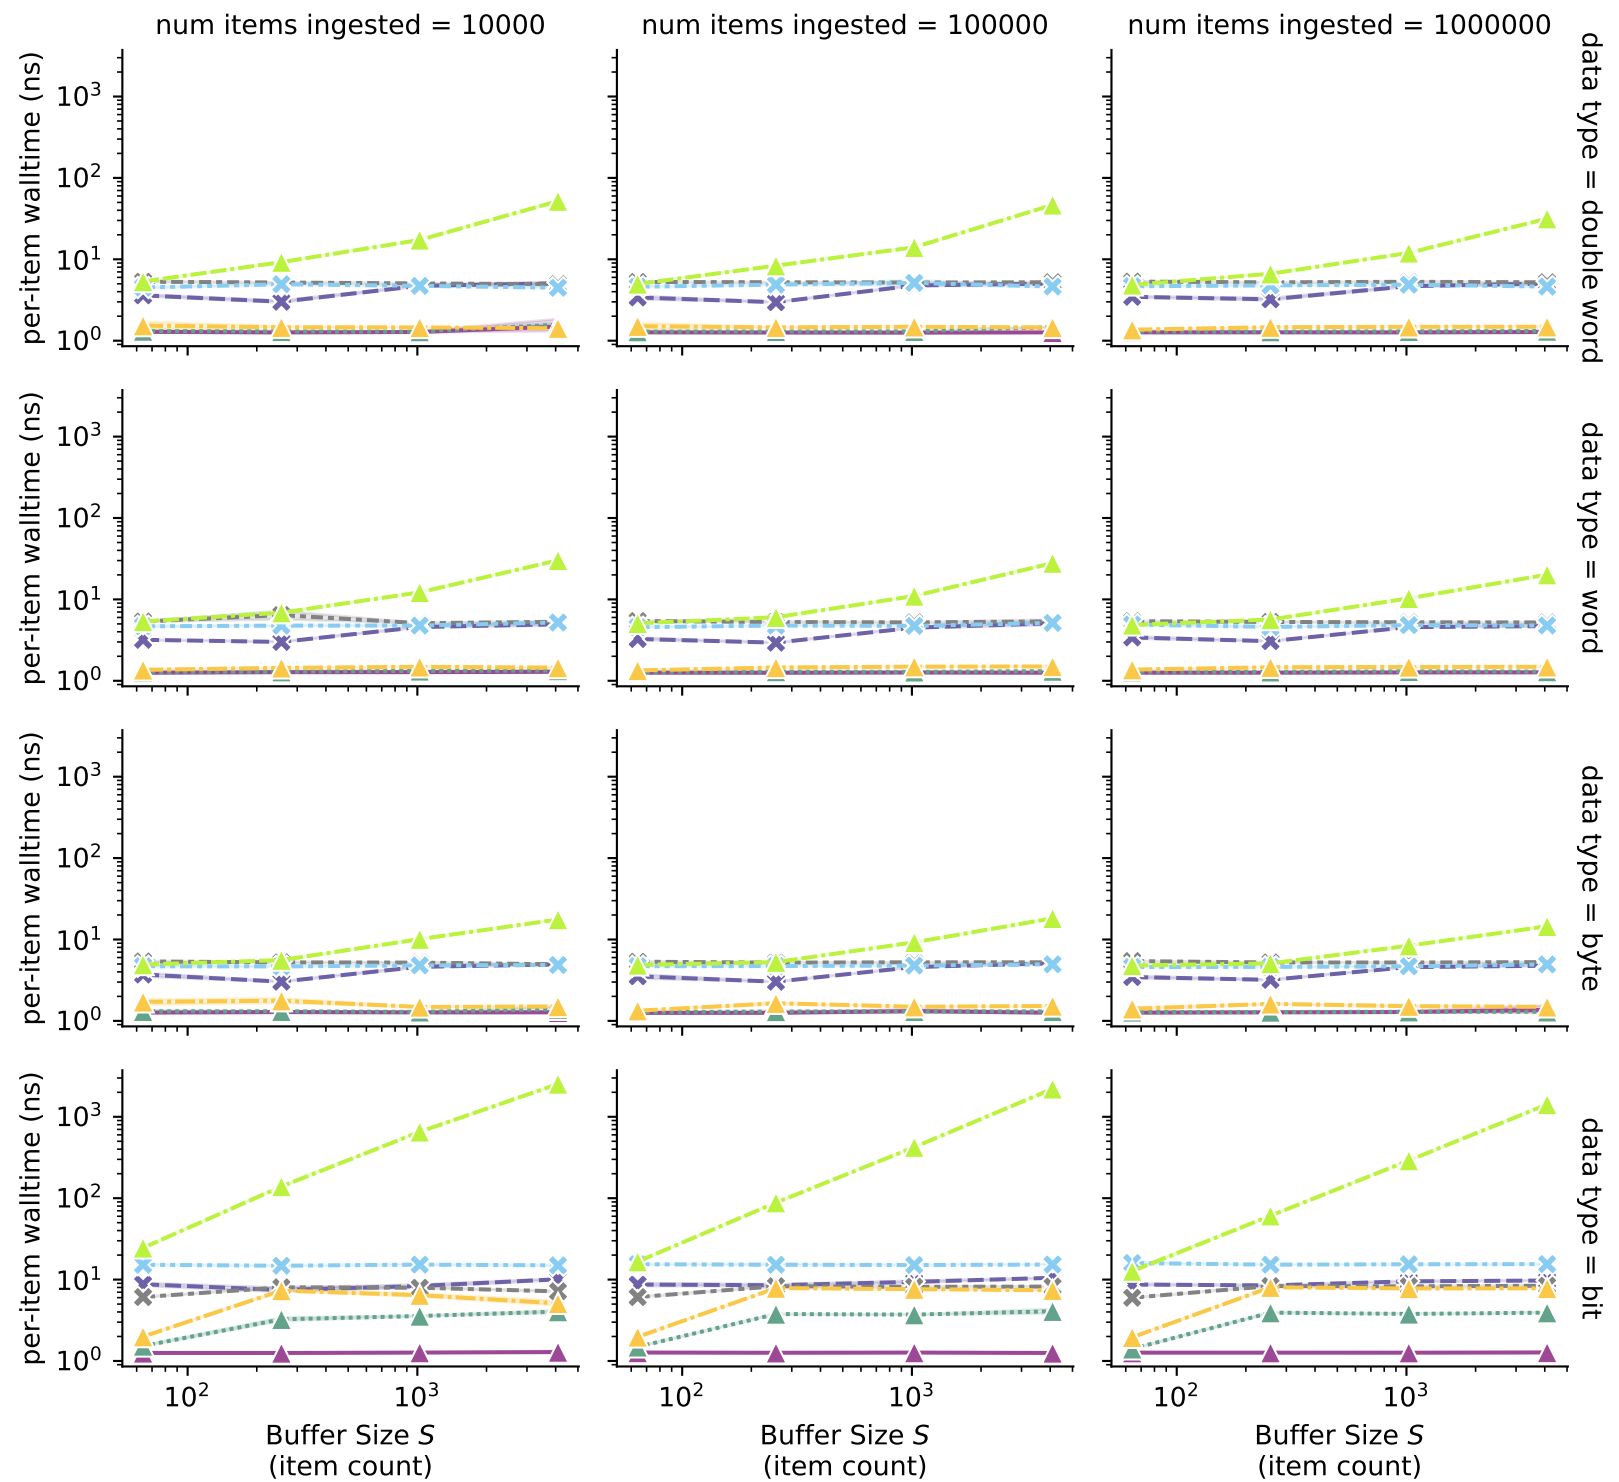 num items ingested = 10000
num items ingested = 100000
num items ingested = 1000000
per-item walltime (ns)
10³
10²
10¹
10⁰
data type = double word
per-item walltime (ns)
10³
10²
10¹
10⁰
data type = word
per-item walltime (ns)
10³
10²
10¹
10⁰
data type = byte
per-item walltime (ns)
10³
10²
10¹
10⁰
data type = bit
10² 10³
10² 10³
10² 10³
Buffer Size S
(item count)
Buffer Size S
(item count)
Buffer Size S
(item count)